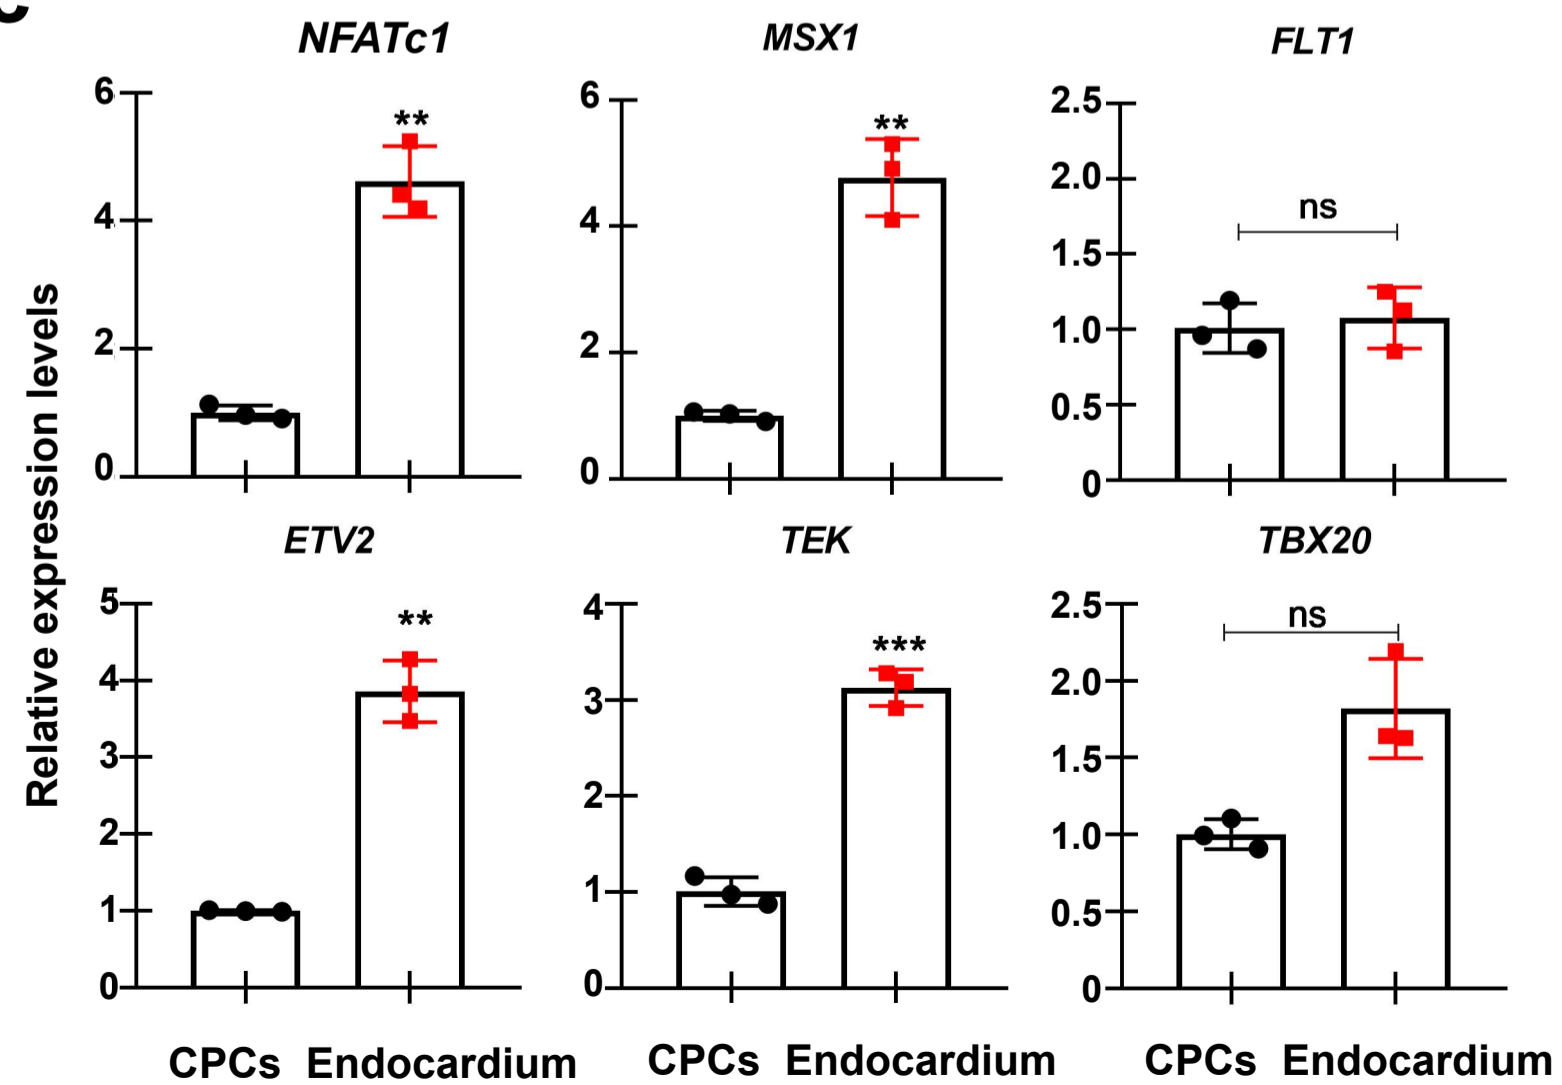 C
NFATc1
MSX1
FLT1
6
4
2
0
**
6
4
2
0
**
2.5
2.0
1.5
1.0
0.5
0
ns
Relative expression levels
ETV2
TEK
TBX20
5
4
3
2
1
0
**
4
3
2
1
0
***
2.5
2.0
1.5
1.0
0.5
0
ns
CPCs Endocardium
CPCs Endocardium
CPCs Endocardium